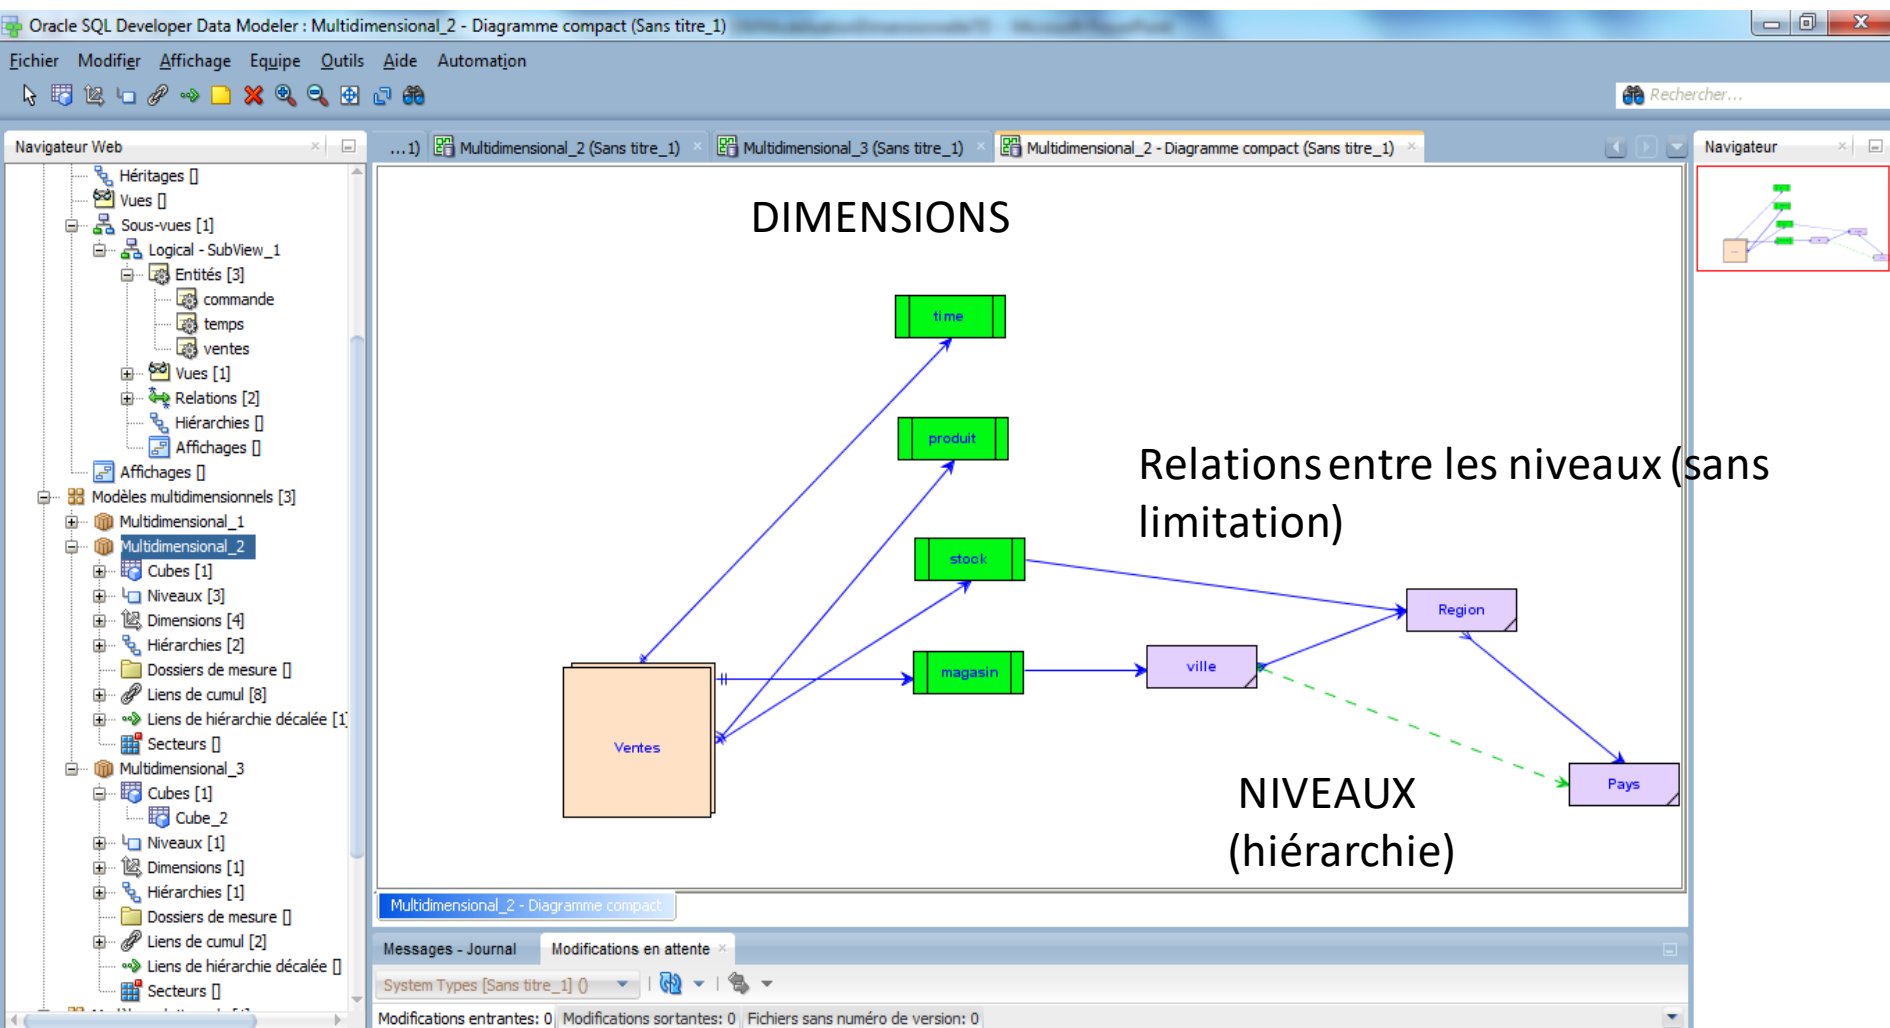 Oracle SQL Developer Data Modeler : Multidimensional_2 - Diagramme compact (Sans titre_1)
Fichier Modifier Affichage Equipe Outils Aide Automation
Rechercher...
Navigateur Web
...1) Multidimensional_2 (Sans titre_1) Multidimensional_3 (Sans titre_1) Multidimensional_2 - Diagramme compact (Sans titre_1)
Navigateur
Héritages []
Vues []
Sous-vues [1]
Logical - SubView_1
Entités [3]
commande
temps
ventes
Vues [1]
Relations [2]
Hiérarchies []
Affichages []
Affichages []
Modèles multidimensionnels [3]
Multidimensional_1
Multidimensional_2
Cubes [1]
Niveaux [3]
Dimensions [4]
Hiérarchies [2]
Dossiers de mesure []
Liens de cumul [8]
Liens de hiérarchie décalée [1]
Secteurs []
Multidimensional_3
Cubes [1]
Cube_2
Niveaux [1]
Dimensions [1]
Hiérarchies [1]
Dossiers de mesure []
Liens de cumul [2]
Liens de hiérarchie décalée []
Secteurs []
DIMENSIONS
time
produit
Relations entre les niveaux (sans
limitation)
stock
Region
ville
magasin
Ventes
Pays
NIVEAUX
(hiérarchie)
Multidimensional_2 - Diagramme compact
Messages - Journal Modifications en attente
System Types [Sans titre_1] ()
Modifications entrantes: 0 Modifications sortantes: 0 Fichiers sans numéro de version: 0